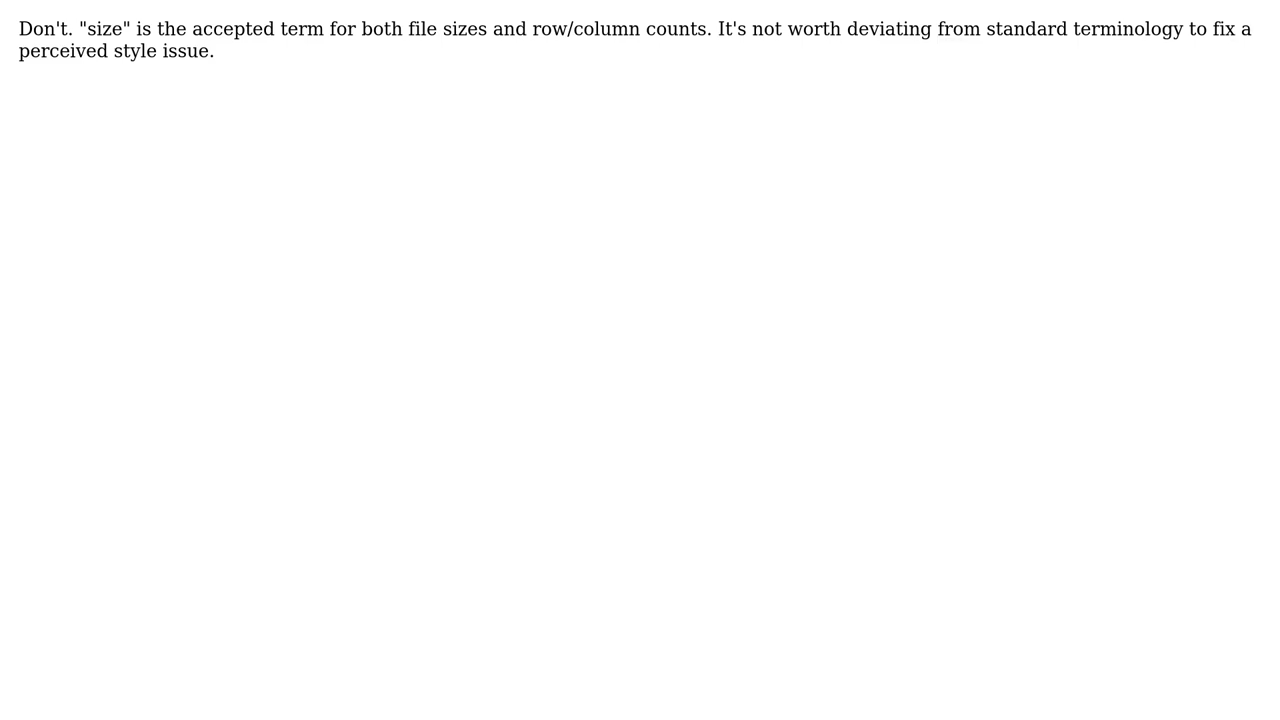 Don't. "size" is the accepted term for both file sizes and row/column counts. It's not worth deviating from standard terminology to fix a
perceived style issue.